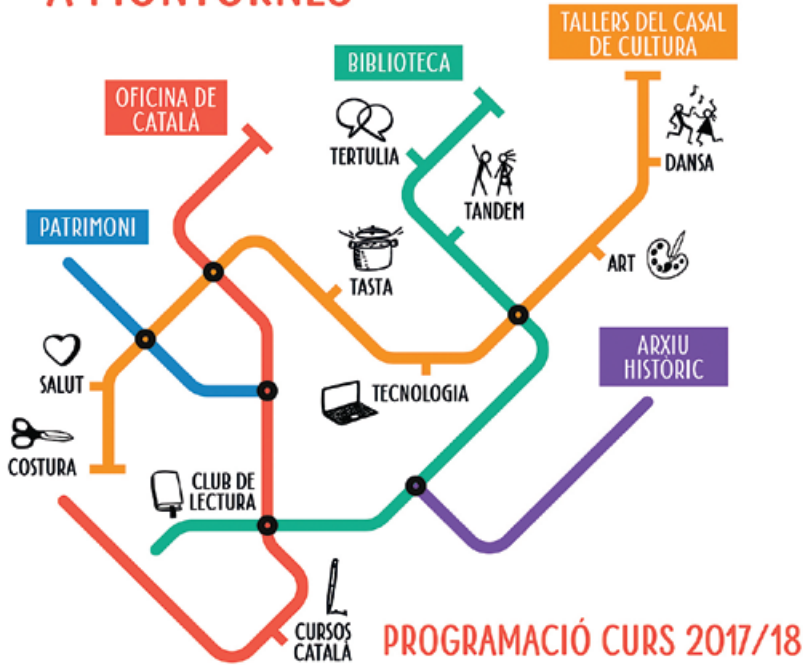 A MONTORNÈS
TALLERS DEL CASAL
DE CULTURA
BIBLIOTECA
OFICINA DE
CATALÀ
TERTULIA
DANSA
TANDEM
PATRIMONI
ART
TASTA
ARXIU
HISTÒRIC
SALUT
TECNOLOGIA
COSTURA
CLUB DE
LECTURA
CURSOS
CATALÀ
PROGRAMACIÓ CURS 2017/18